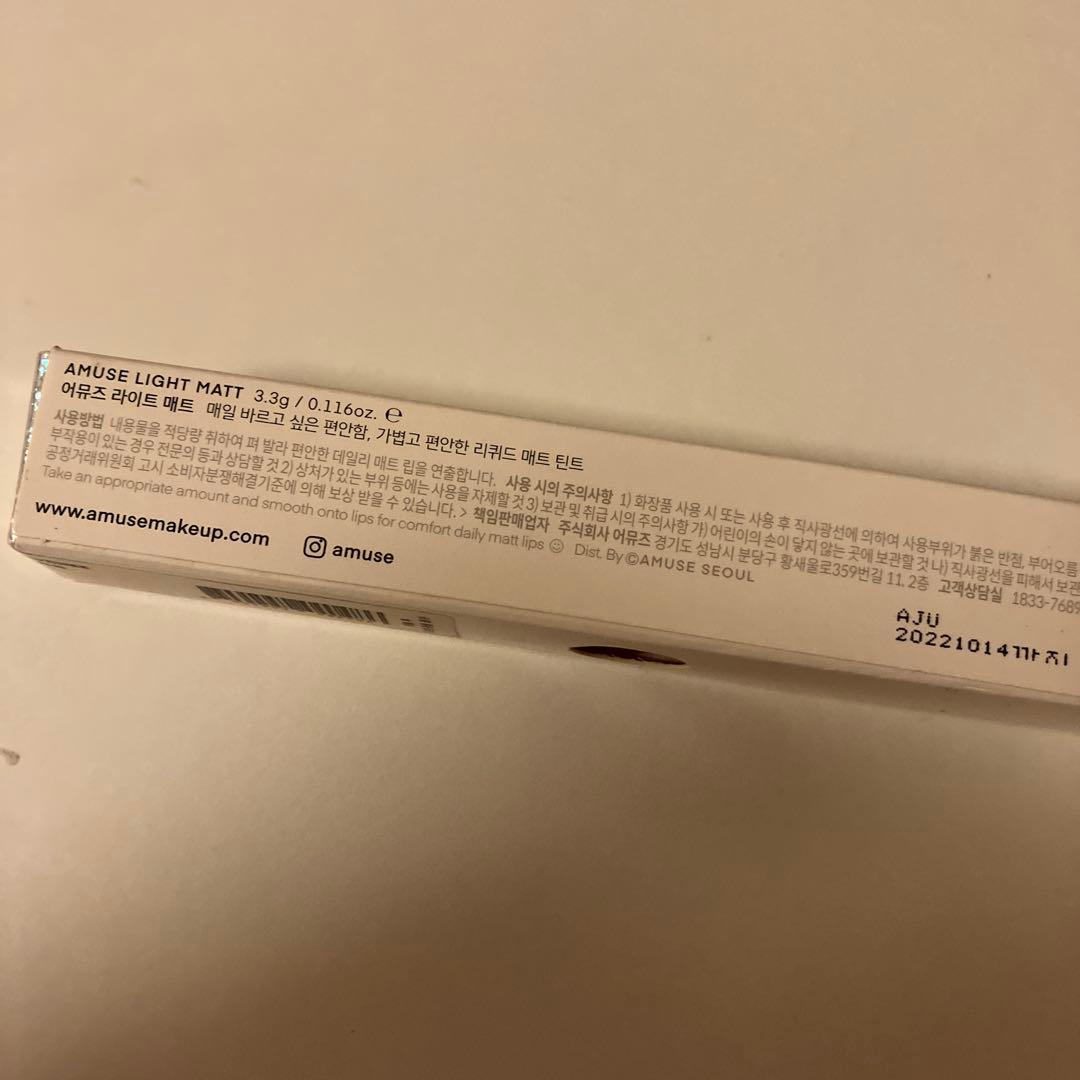 AMUSE LIGHT MATT 3.3g / 0.116oz. ℮
어뮤즈 라이트 매트 매일 바르고 싶은 편안함, 가볍고 편안한 리퀴드 매트 틴트
사용방법 내용물을 적당량 취하여 펴 발라 편안한 데일리 매트 립을 연출합니다. 사용 시의 주의사항 1) 화장품 사용 시 또는 사용 후 직사광선에 의하여 사용부위가 붉은 반점, 부어오름
부작용이 있는 경우 전문의 등과 상담할 것 2) 상처가 있는 부위 등에는 사용을 자제할 것 3) 보관 및 취급 시의 주의사항 가) 어린이의 손이 닿지 않는 곳에 보관할 것 나) 직사광선을 피해서 보관
공정거래위원회 고시 소비자분쟁해결기준에 의해 보상 받을 수 있습니다. > 책임판매업자 주식회사 어뮤즈 경기도 성남시 분당구 황새울로359번길 11. 2층 고객상담실 1833-7689
Take an appropriate amount and smooth onto lips for comfort daily matt lips ☺ Dist. By ©AMUSE SEOUL
www.amusemakeup.com amuse
AJU
20221014까지